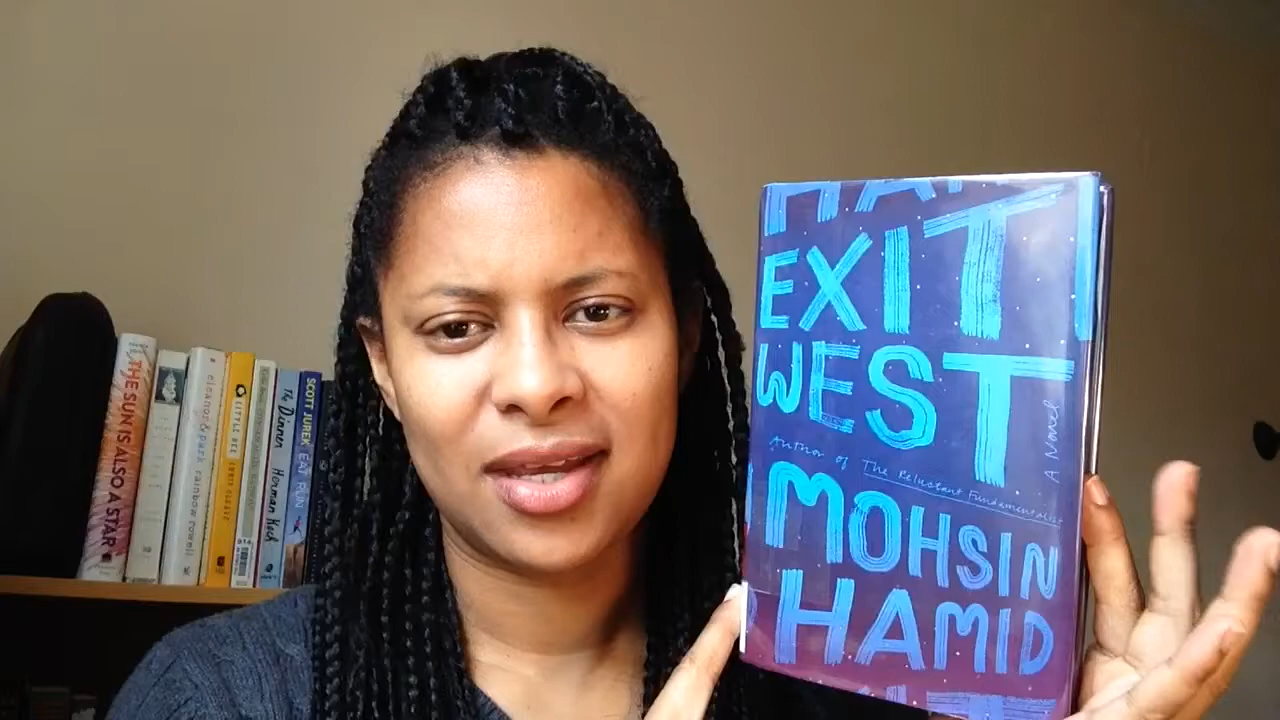 EXIT
WEST
A Novel
Author of The Reluctant Fundamentalist
MOHSIN
HAMID
THE SUN IS ALSO A STAR
eleanor & park rainbow rowell
LITTLE BEE CHRIS CLEAVE
The Dinner Herman Koch
SCOTT JUREK EAT & RUN